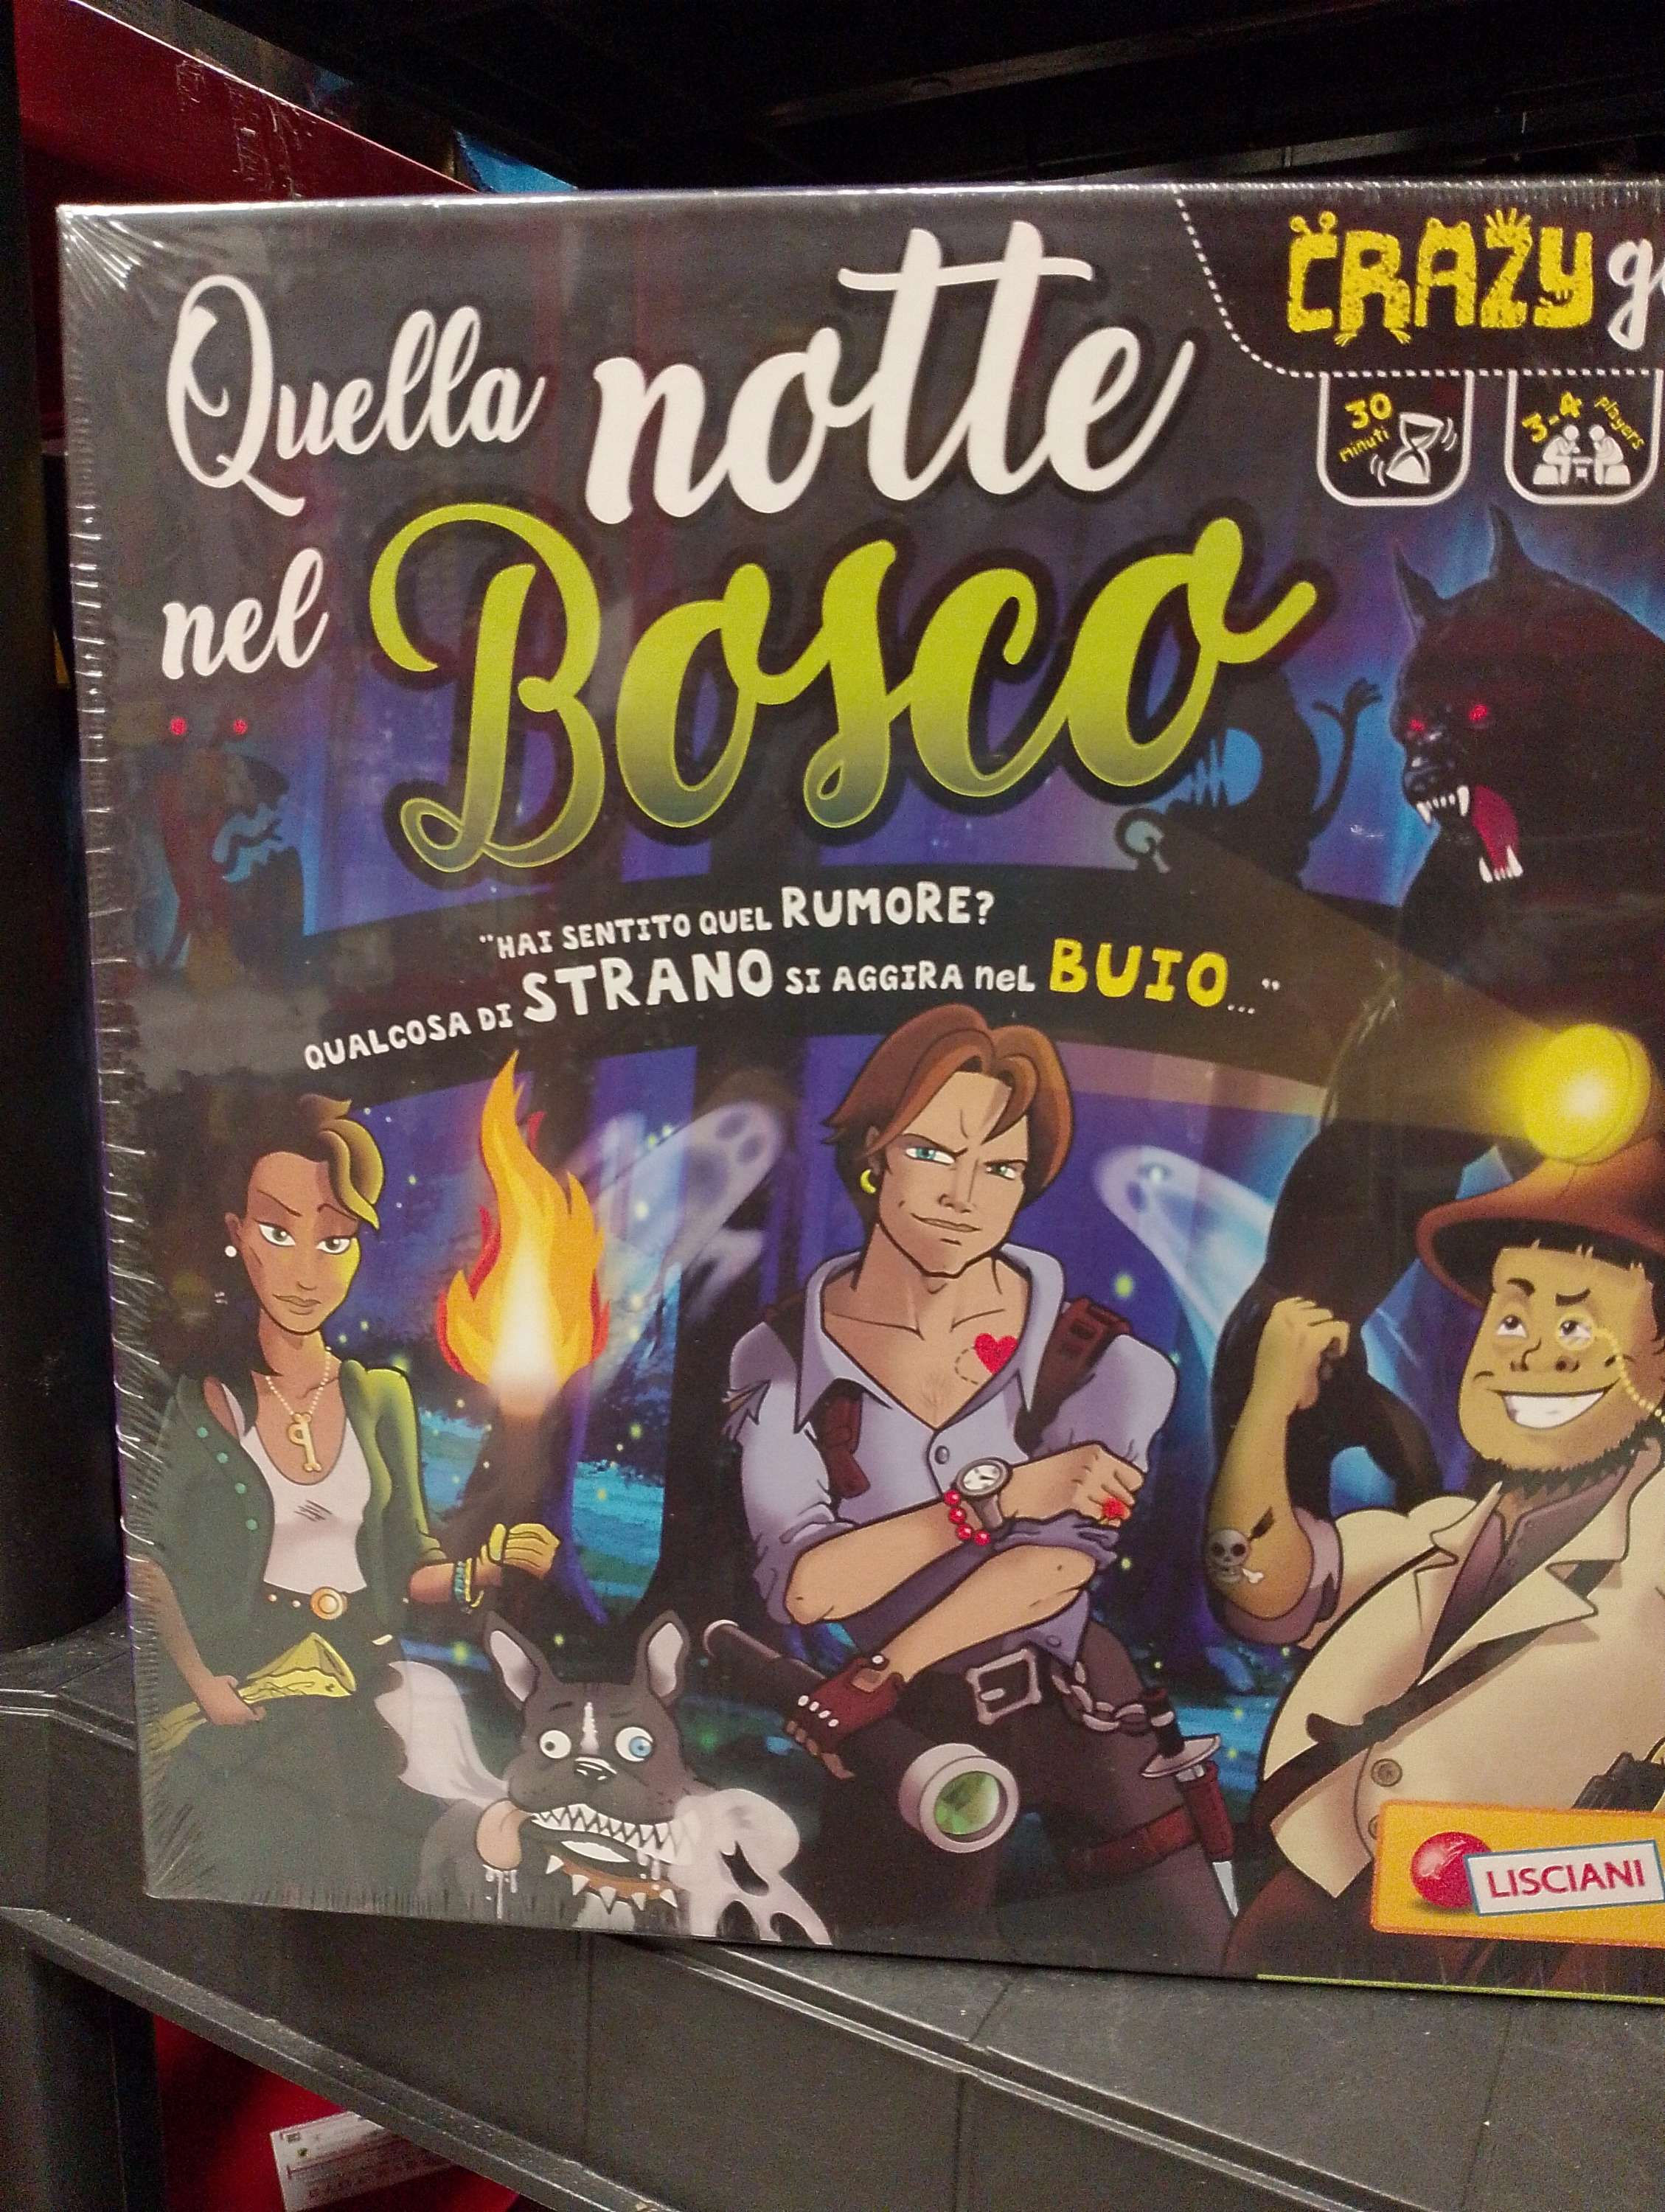 Quella notte
nel Bosco
CRAZY
30
minuti
3-4
players
"HAI SENTITO QUEL RUMORE?
QUALCOSA DI STRANO SI AGGIRA neL BUIO..."
LISCIANI